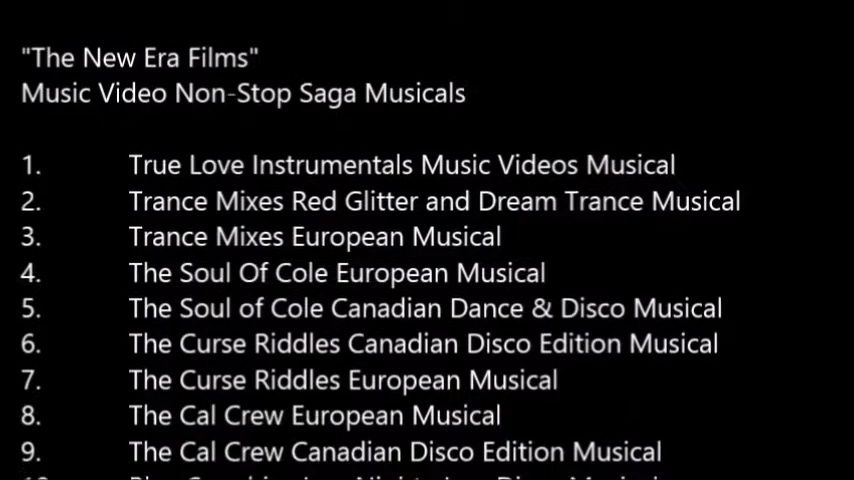 "The New Era Films"
Music Video Non-Stop Saga Musicals
1. True Love Instrumentals Music Videos Musical
2. Trance Mixes Red Glitter and Dream Trance Musical
3. Trance Mixes European Musical
4. The Soul Of Cole European Musical
5. The Soul of Cole Canadian Dance & Disco Musical
6. The Curse Riddles Canadian Disco Edition Musical
7. The Curse Riddles European Musical
8. The Cal Crew European Musical
9. The Cal Crew Canadian Disco Edition Musical